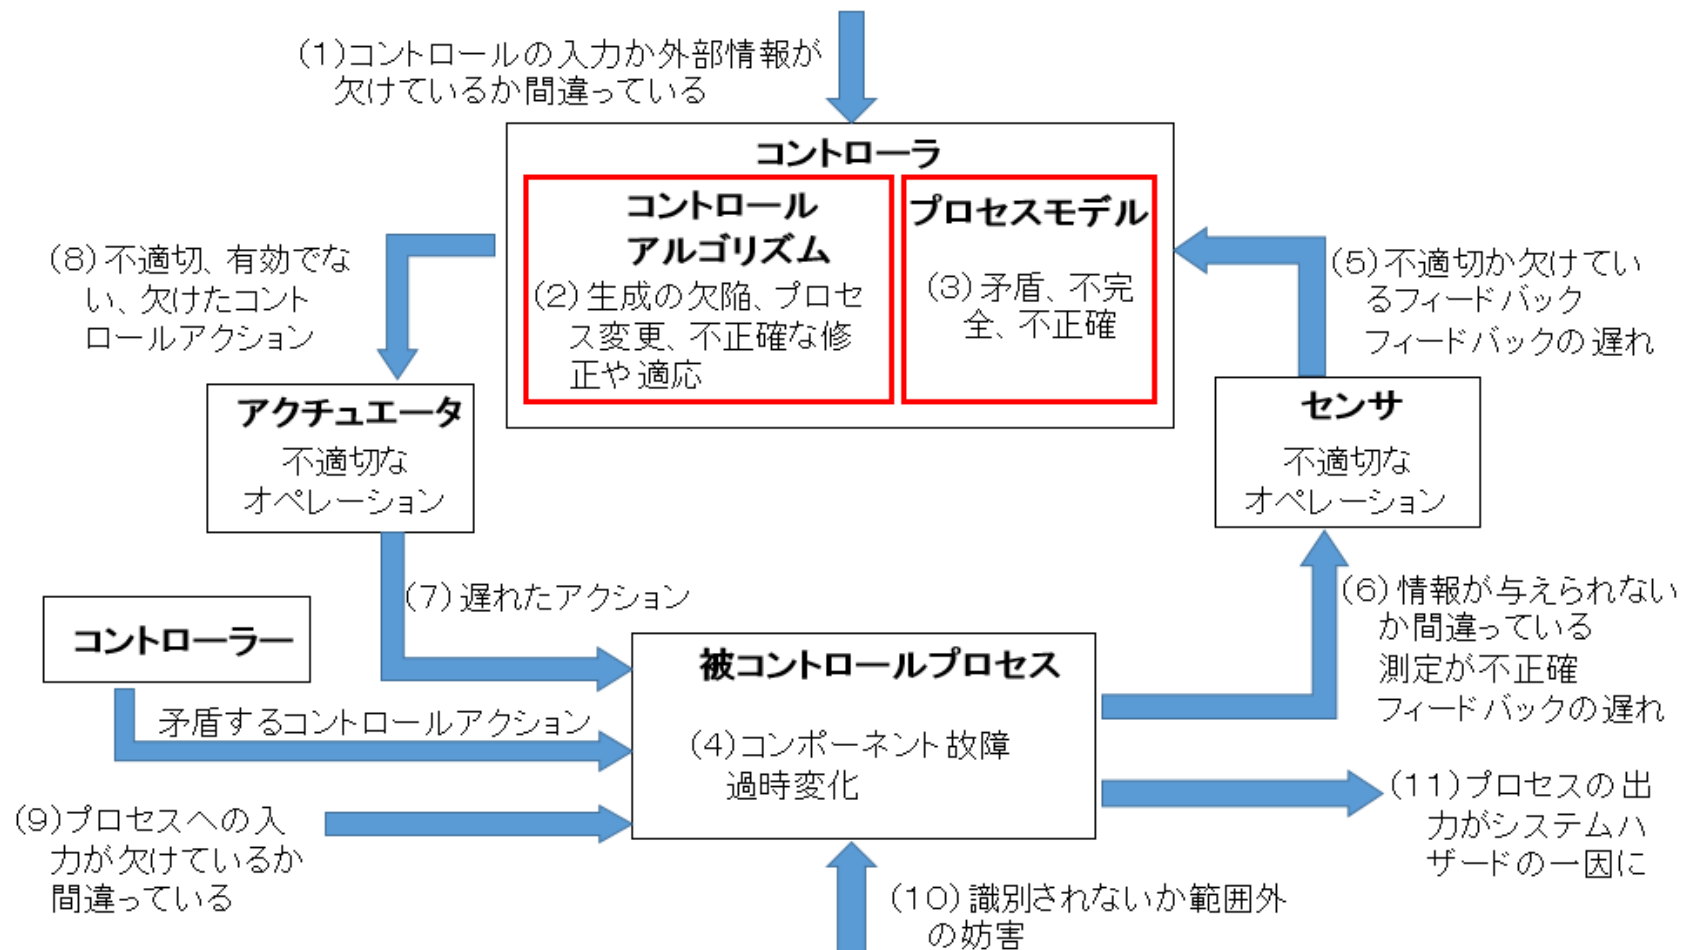 (1)コントロールの入力か外部情報が
欠けているか間違っている
コントローラ
コントロール
アルゴリズム
(2)生成の欠陥、プロセ
ス変更、不正確な修
正や適応
プロセスモデル
(3)矛盾、不完
全、不正確
(8)不適切、有効でな
い、欠けたコント
ロールアクション
(5)不適切か欠けてい
るフィードバック
フィードバックの遅れ
アクチュエータ
不適切な
オペレーション
センサ
不適切な
オペレーション
(7)遅れたアクション
(6)情報が与えられない
か間違っている
測定が不正確
フィードバックの遅れ
コントローラー
矛盾するコントロールアクション
被コントロールプロセス
(4)コンポーネント故障
過時変化
(9)プロセスへの入
力が欠けているか
間違っている
(11)プロセスの出
力がシステムハ
ザードの一因に
(10)識別されないか範囲外
の妨害